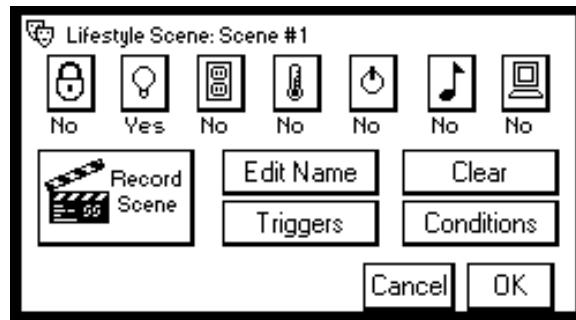 Lifestyle Scene: Scene #1
No Yes No No No No No
Record
Scene
Edit Name
Clear
Triggers
Conditions
Cancel
OK